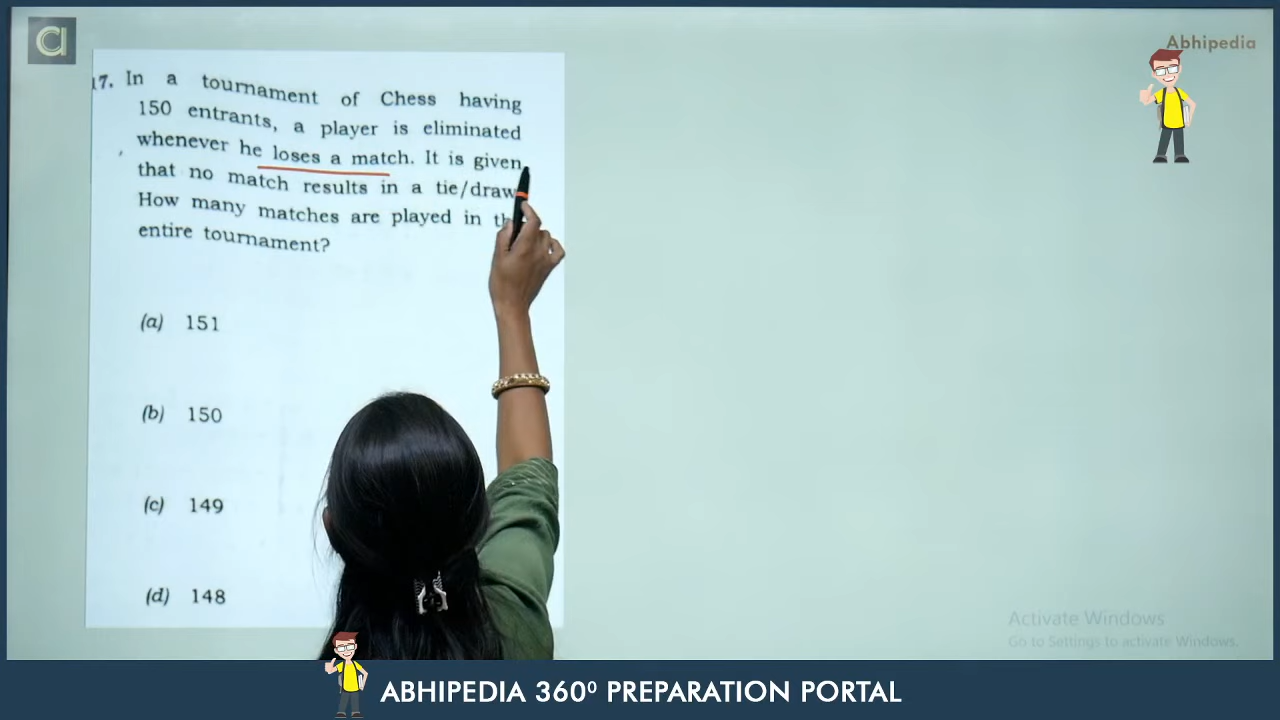 a
Abhipedia
17. In a tournament of Chess having
150 entrants, a player is eliminated
whenever he loses a match. It is given
that no match results in a tie/draw
How many matches are played in
entire tournament?
(a) 151
(b) 150
(c) 149
(d) 148
Activate Windows
Go to Settings to activate Windows.
ABHIPEDIA 360⁰ PREPARATION PORTAL